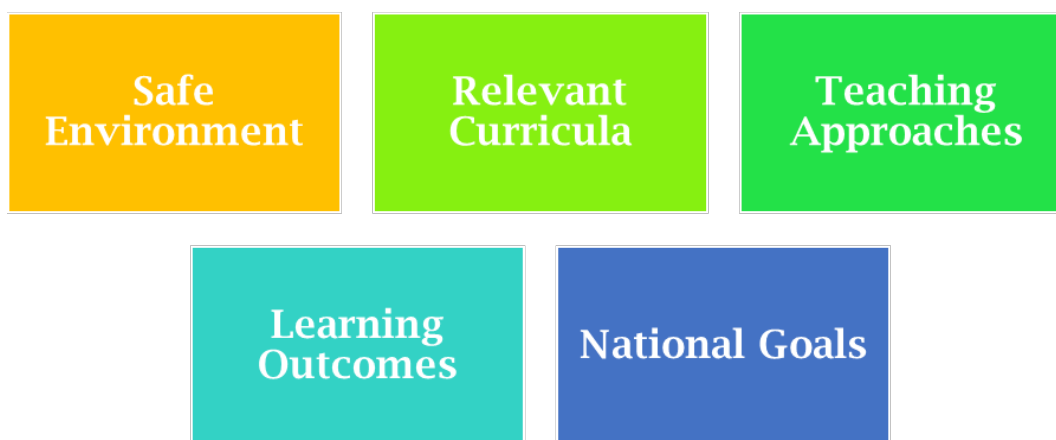 Safe
Environment
Relevant
Curricula
Teaching
Approaches
Learning
Outcomes
National Goals